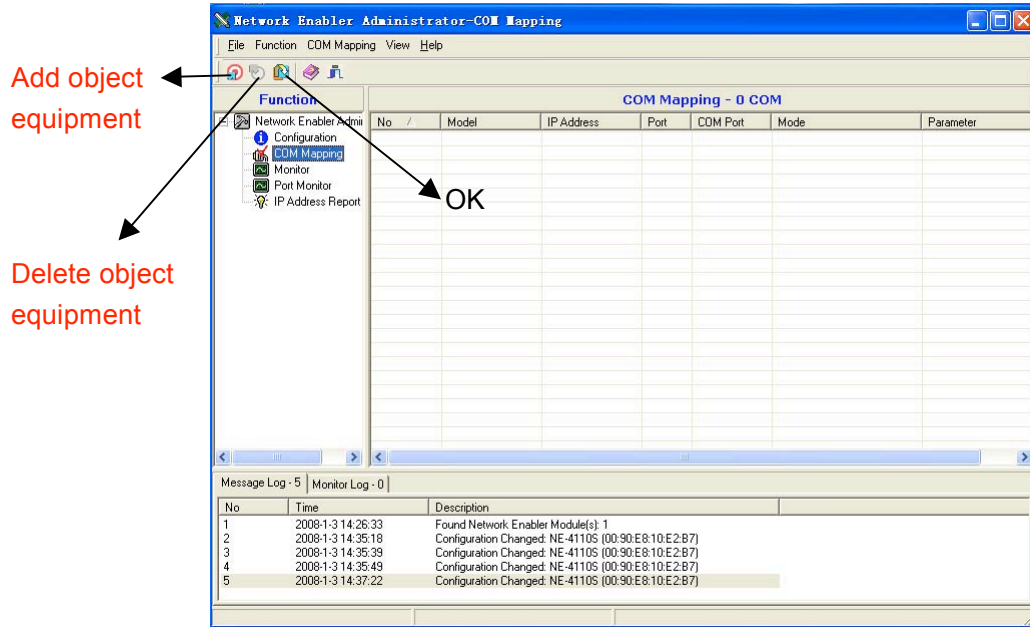 Network Enabler Administrator-COM Mapping
File Function COM Mapping View Help
Add object
equipment
Function
COM Mapping - 0 COM
Network Enabler Admii
No Model IP Address Port COM Port Mode Parameter
Configuration
COM Mapping
Monitor
Port Monitor
IP Address Report
OK
Delete object
equipment
Message Log - 5 Monitor Log - 0
No Time Description
1 2008-1-3 14:26:33 Found Network Enabler Module(s): 1
2 2008-1-3 14:35:18 Configuration Changed: NE-4110S (00:90:E8:10:E2:B7)
3 2008-1-3 14:35:39 Configuration Changed: NE-4110S (00:90:E8:10:E2:B7)
4 2008-1-3 14:35:49 Configuration Changed: NE-4110S (00:90:E8:10:E2:B7)
5 2008-1-3 14:37:22 Configuration Changed: NE-4110S (00:90:E8:10:E2:B7)